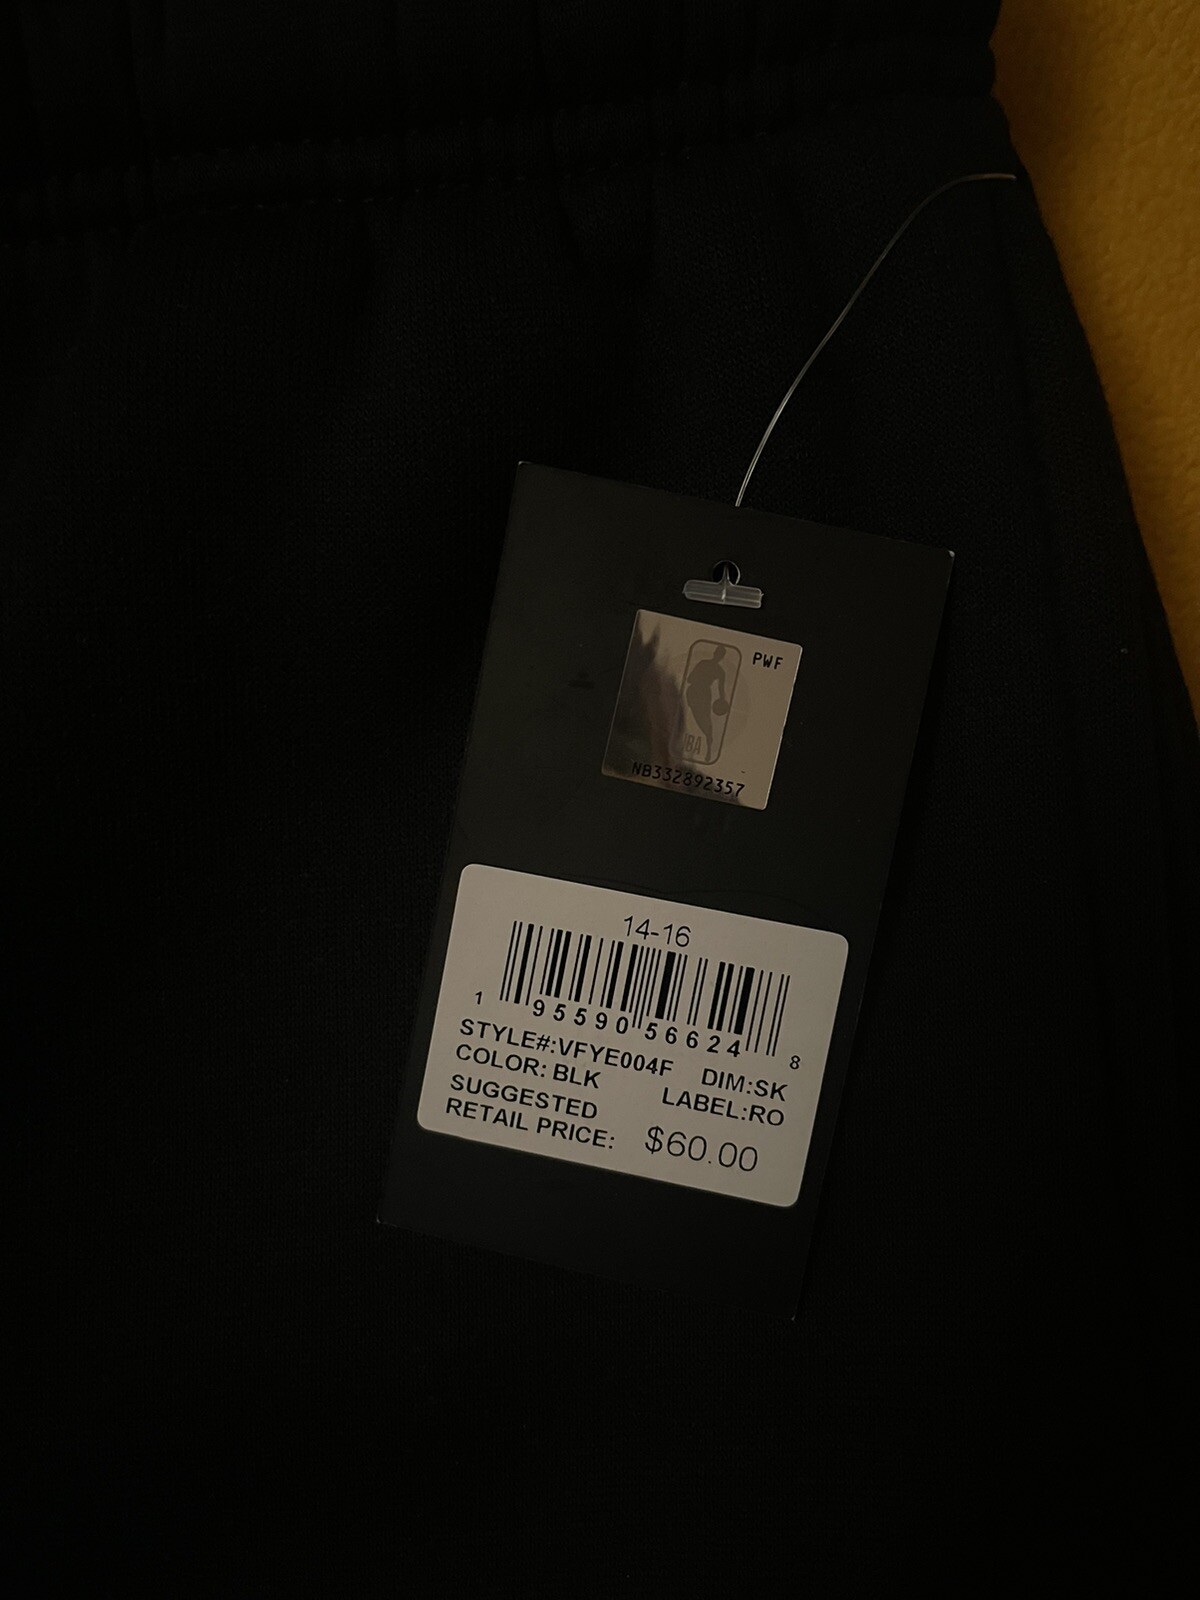 PWF
NBA
NB332892357
14-16
1 95590 56624 8
STYLE#:VFYE004F DIM:SK
COLOR: BLK LABEL:RO
SUGGESTED
RETAIL PRICE: $60.00